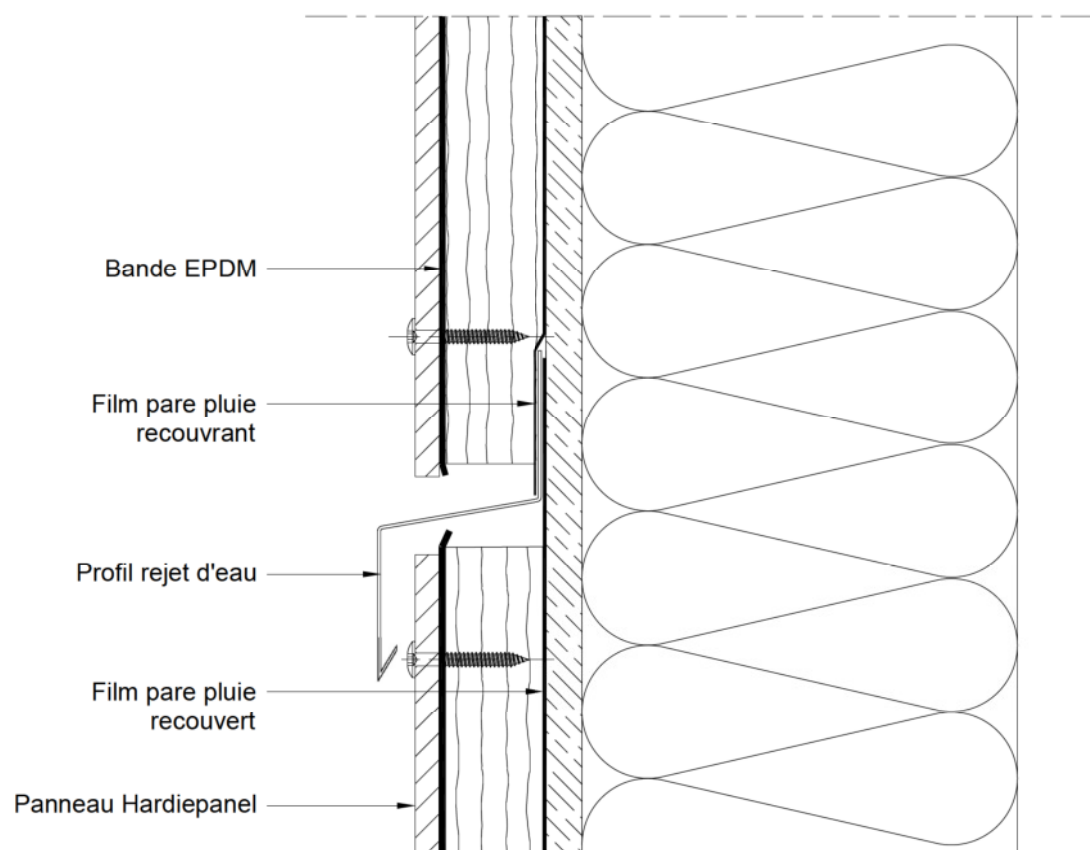 Bande EPDM
Film pare pluie
recouvrant
Profil rejet d'eau
Film pare pluie
recouvert
Panneau Hardiepanel